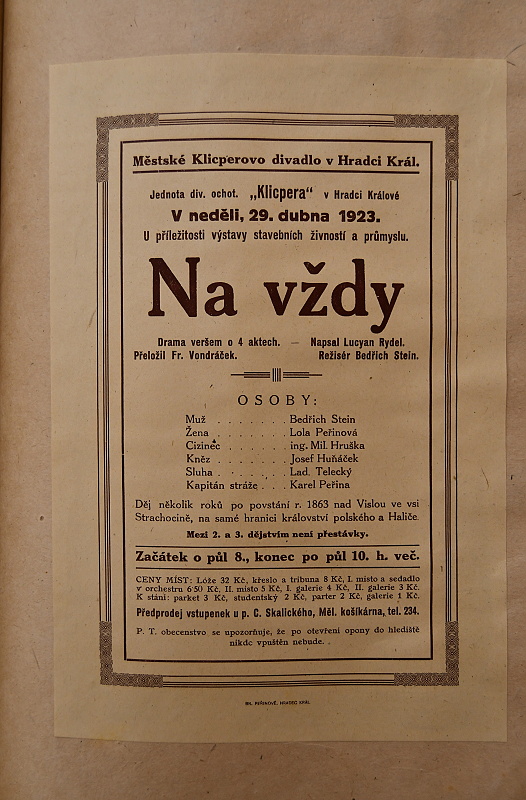 Městské Klicperovo divadlo v Hradci Král.
Jednota div. ochot. „Klicpera“ v Hradci Králové
V neděli, 29. dubna 1923.
U příležitosti výstavy stavebních živností a průmyslu.
Na vždy
Drama veršem o 4 aktech. — Napsal Lucyan Rydel.
Přeložil Fr. Vondráček. Režisér Bedřich Stein.
OSOBY:
Muž . . . . . . . Bedřich Stein
Žena . . . . . . . Lola Peřinová
Cizinec . . . . . . ing. Mil. Hruška
Kněz . . . . . . . Josef Huňáček
Sluha . . . . . . Lad. Telecký
Kapitán stráže . . . Karel Peřina
Děj několik roků po povstání r. 1863 nad Vislou ve vsi
Strachocině, na samé hranici království polského a Haliče.
Mezi 2. a 3. dějstvím není přestávky.
Začátek o půl 8., konec po půl 10. h. več.
CENY MÍST: Lóže 32 Kč, křeslo a tribuna 8 Kč, I. místo a sedadlo
v orchestru 6·50 Kč, II. místo 5 Kč, I. galerie 4 Kč, II. galerie 3 Kč.
K stání: parket 3 Kč, studentský 2 Kč, parter 2 Kč, galerie 1 Kč.
Předprodej vstupenek u p. C. Skalického, Měl. košíkárna, tel. 234.
P. T. obecenstvo se upozorňuje, že po otevření opony do hlediště
nikdo vpuštěn nebude.
BŘ. PEŘINOVÉ, HRADEC KRÁL.